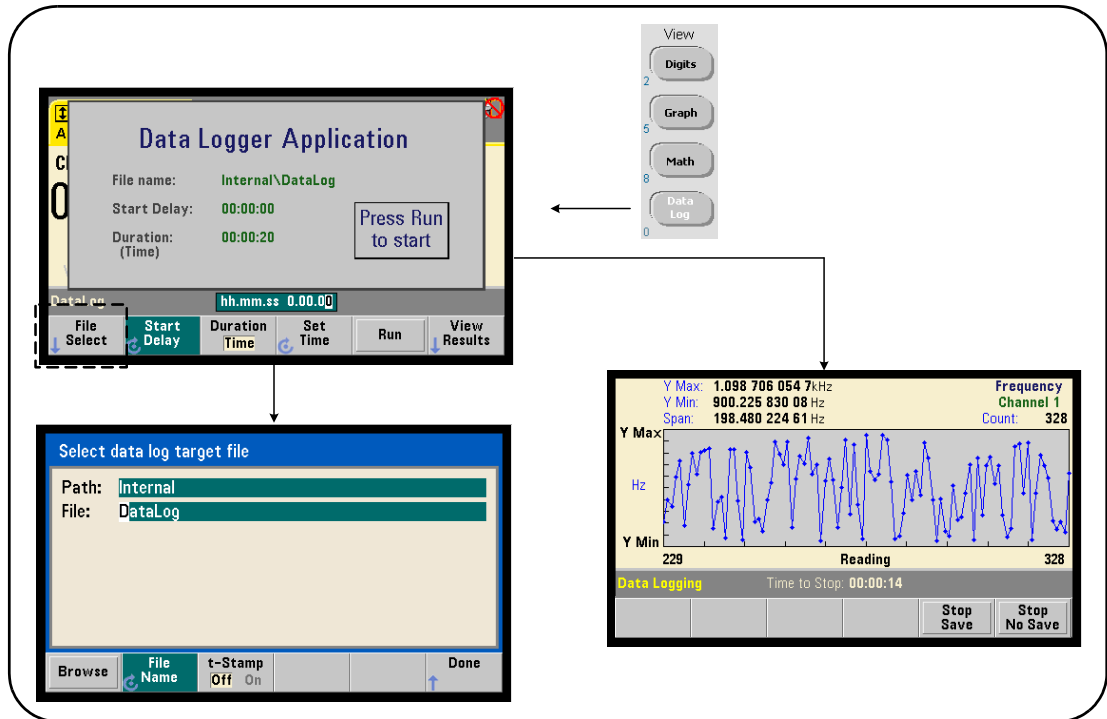 View
Digits
2
Graph
5
Math
8
Data
Log
0
A
Cl
0
Data Logger Application
File name: Internal\DataLog
Start Delay: 00:00:00
Duration: 00:00:20
(Time)
Press Run
to start
DataLog hh.mm.ss 0.00.00
File
Select
Start
Delay
Duration
Time
Set
Time
Run
View
Results
Select data log target file
Path: Internal
File: DataLog
Browse
File
Name
t-Stamp
Off On
Done
Y Max: 1.098 706 054 7kHz
Frequency
Y Min: 900.225 830 08 Hz
Channel 1
Span: 198.480 224 61 Hz
Count: 328
Y Max
Hz
Y Min
229 Reading 328
Data Logging Time to Stop: 00:00:14
Stop
Save
Stop
No Save